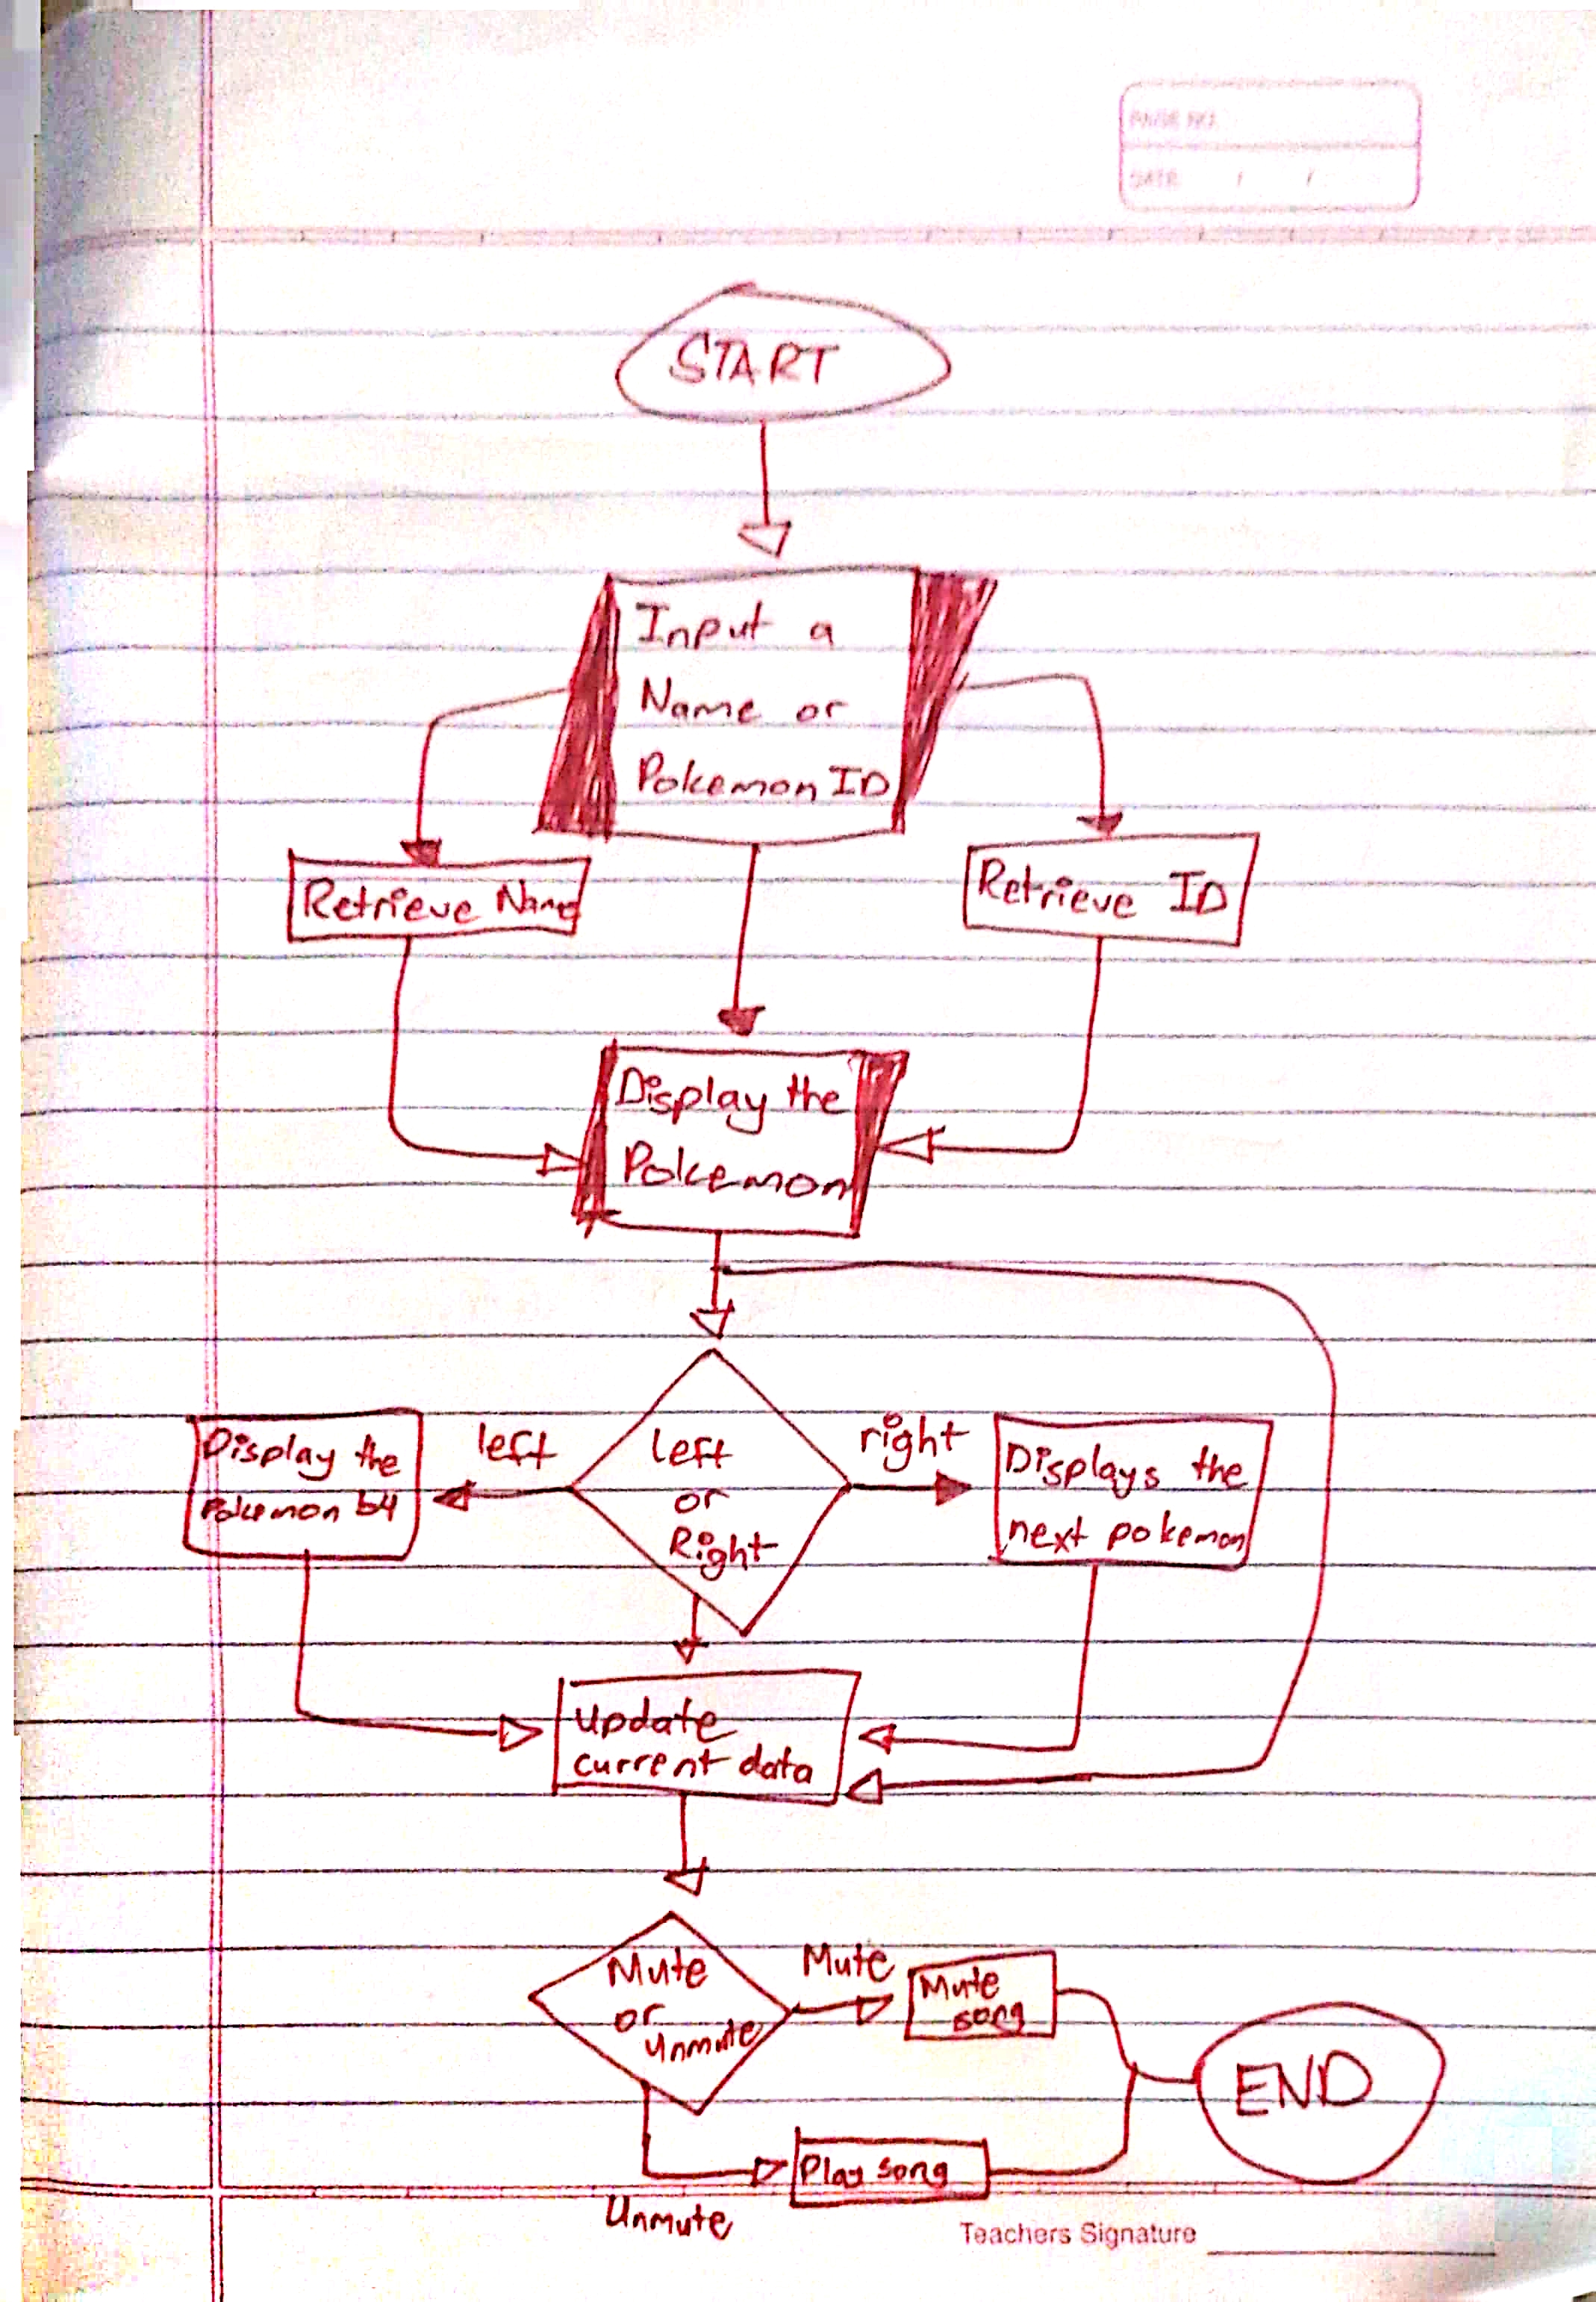 PAGE NO.
DATE / /
START
Input a
Name or
Pokemon ID
Retrieve Name
Retrieve ID
Display the
Pokemon
left
right
Left
or
Right
Display the
Pokemon b4
Displays the
next pokemon
Update
current data
Mute
or
unmute
Mute
Mute
song
END
Play song
Unmute
Teachers Signature